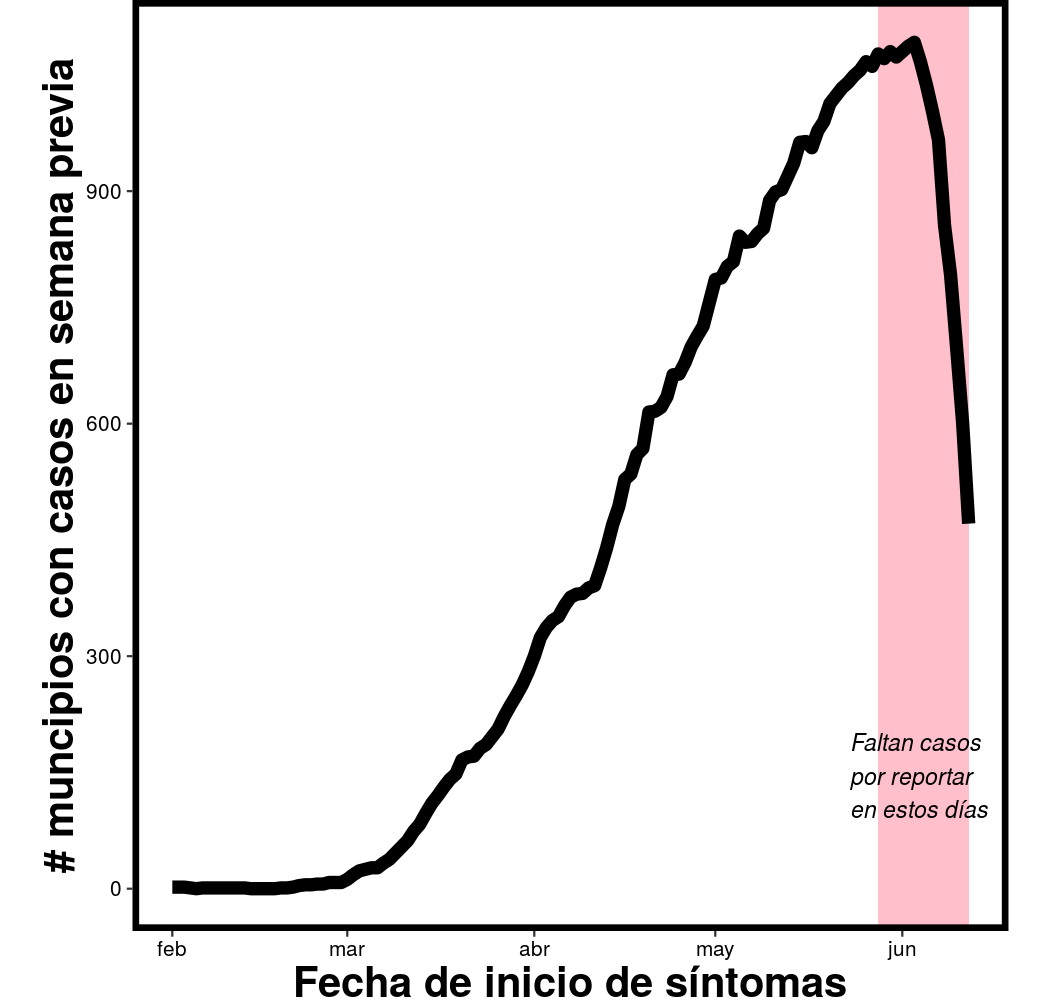 # muncipios con casos en semana previa
900
600
300
0
Faltan casos
por reportar
en estos días
feb mar abr may jun
Fecha de inicio de síntomas